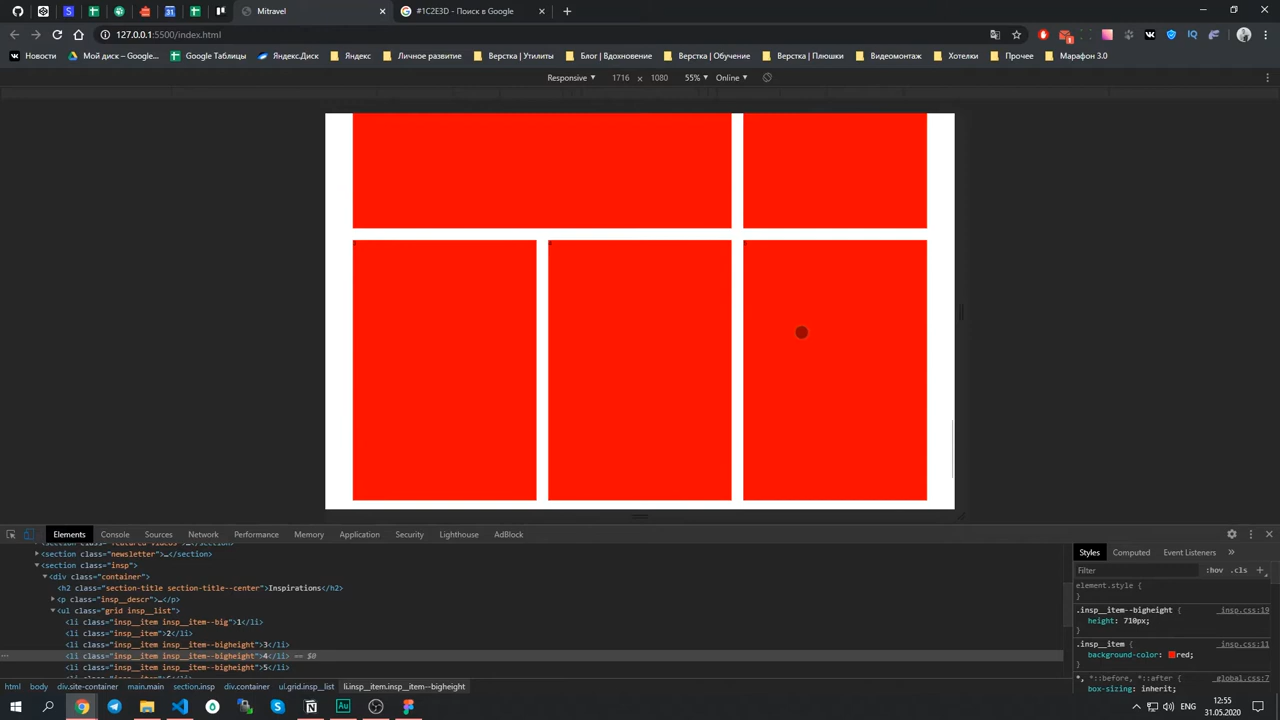 Mitravel
#1C2E3D - Поиск в Google
127.0.0.1:5500/index.html
Новости
Мой диск – Google...
Google Таблицы
Яндекс.Диск
Яндекс
Личное развитие
Верстка | Утилиты
Блог | Вдохновение
Верстка | Обучение
Верстка | Плюшки
Видеомонтаж
Хотелки
Прочее
Марафон 3.0
Responsive 1716 × 1080 55% Online
Elements Console Sources Network Performance Memory Application Security Lighthouse AdBlock
<section class="newsletter">…</section>
<section class="insp">
<div class="container">
<h2 class="section-title section-title--center">Inspirations</h2>
<p class="insp__descr">…</p>
<ul class="grid insp__list">
<li class="insp__item insp__item--big">1</li>
<li class="insp__item">2</li>
<li class="insp__item insp__item--bigheight">3</li>
<li class="insp__item insp__item--bigheight">4</li> == $0
<li class="insp__item insp__item--bigheight">5</li>
html body div.site-container main.main section.insp div.container ul.grid.insp__list li.insp__item.insp__item--bigheight
Styles Computed Event Listeners
Filter :hov .cls
element.style {
}
.insp__item--bigheight { insp.css:19
height: 710px;
}
.insp__item { insp.css:11
background-color: red;
}
*, *::before, *::after { global.css:7
box-sizing: inherit;
ENG
12:55
31.05.2020